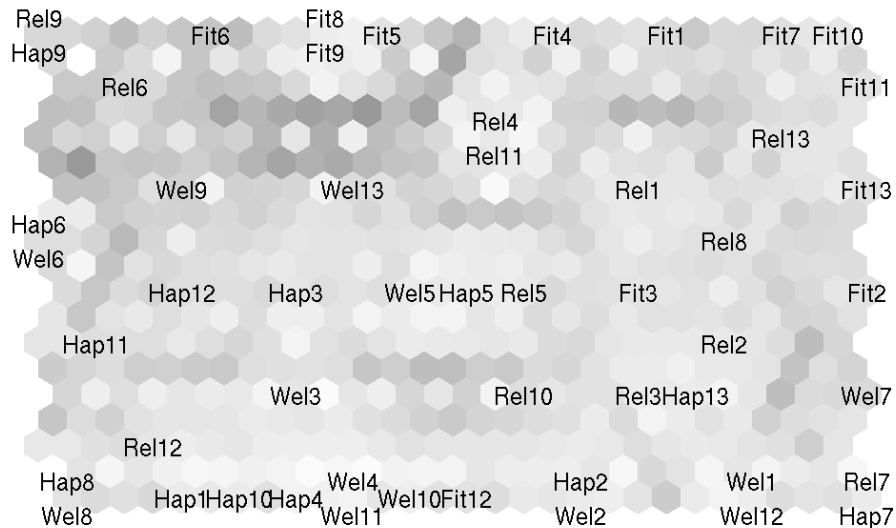 Rel9 Fit6 Fit8 Fit5 Fit4 Fit1 Fit7 Fit10
Hap9 Fit9
Rel6 Fit11
Rel4 Rel13
Rel11
Wel9 Wel13 Rel1 Fit13
Hap6 Rel8
Wel6
Hap12 Hap3 Wel5 Hap5 Rel5 Fit3 Fit2
Hap11 Rel2
Wel3 Rel10 Rel3 Hap13 Wel7
Rel12
Hap8 Wel4 Hap2 Wel1 Rel7
Hap1 Hap10 Hap4 Wel10 Fit12
Wel8 Wel11 Wel2 Wel12 Hap7